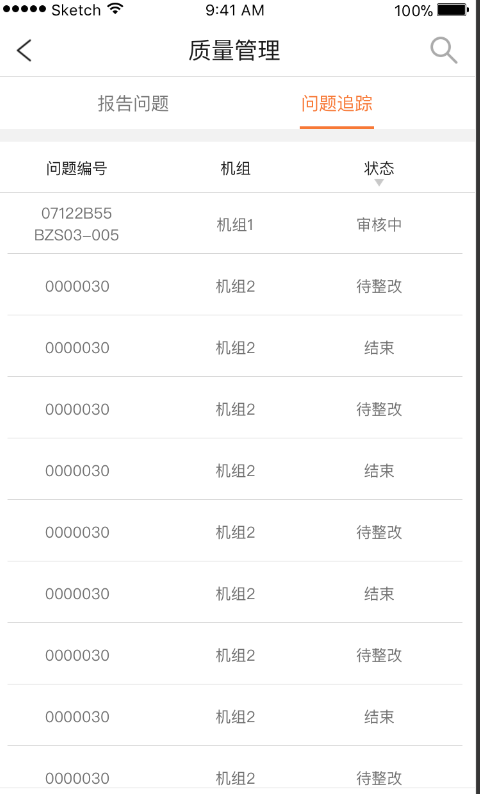 Sketch 9:41 AM 100%
质量管理
报告问题 问题追踪
问题编号 机组 状态
07122B55
BZS03-005 机组1 审核中
0000030 机组2 待整改
0000030 机组2 结束
0000030 机组2 待整改
0000030 机组2 结束
0000030 机组2 待整改
0000030 机组2 结束
0000030 机组2 待整改
0000030 机组2 结束
0000030 机组2 待整改